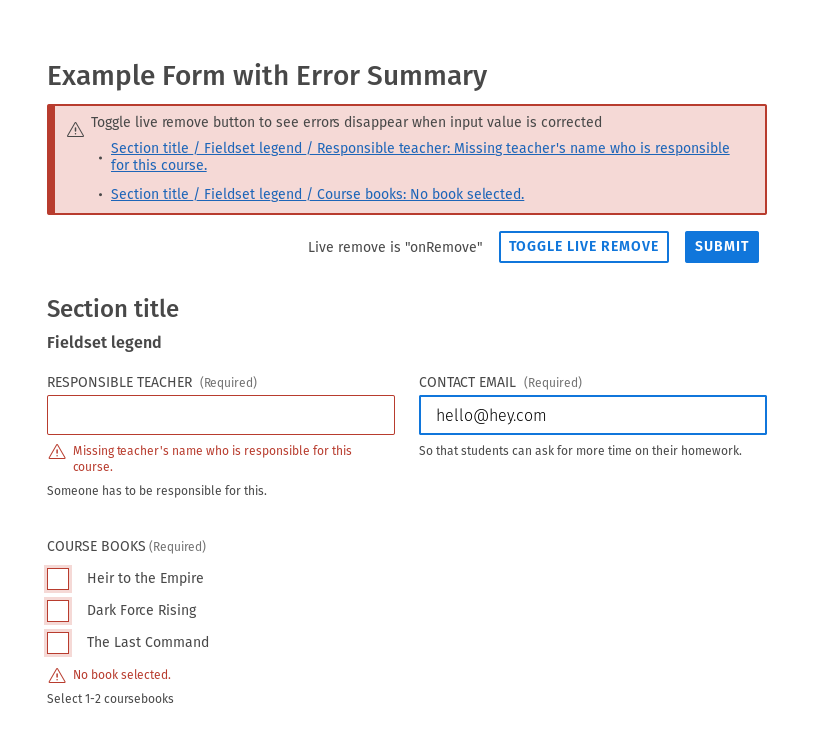 Example Form with Error Summary
Toggle live remove button to see errors disappear when input value is corrected
• Section title / Fieldset legend / Responsible teacher: Missing teacher's name who is responsible
for this course.
• Section title / Fieldset legend / Course books: No book selected.
Live remove is "onRemove" TOGGLE LIVE REMOVE SUBMIT
Section title
Fieldset legend
RESPONSIBLE TEACHER (Required)
CONTACT EMAIL (Required)
hello@hey.com
Missing teacher's name who is responsible for this
course.
So that students can ask for more time on their homework.
Someone has to be responsible for this.
COURSE BOOKS (Required)
Heir to the Empire
Dark Force Rising
The Last Command
No book selected.
Select 1-2 coursebooks